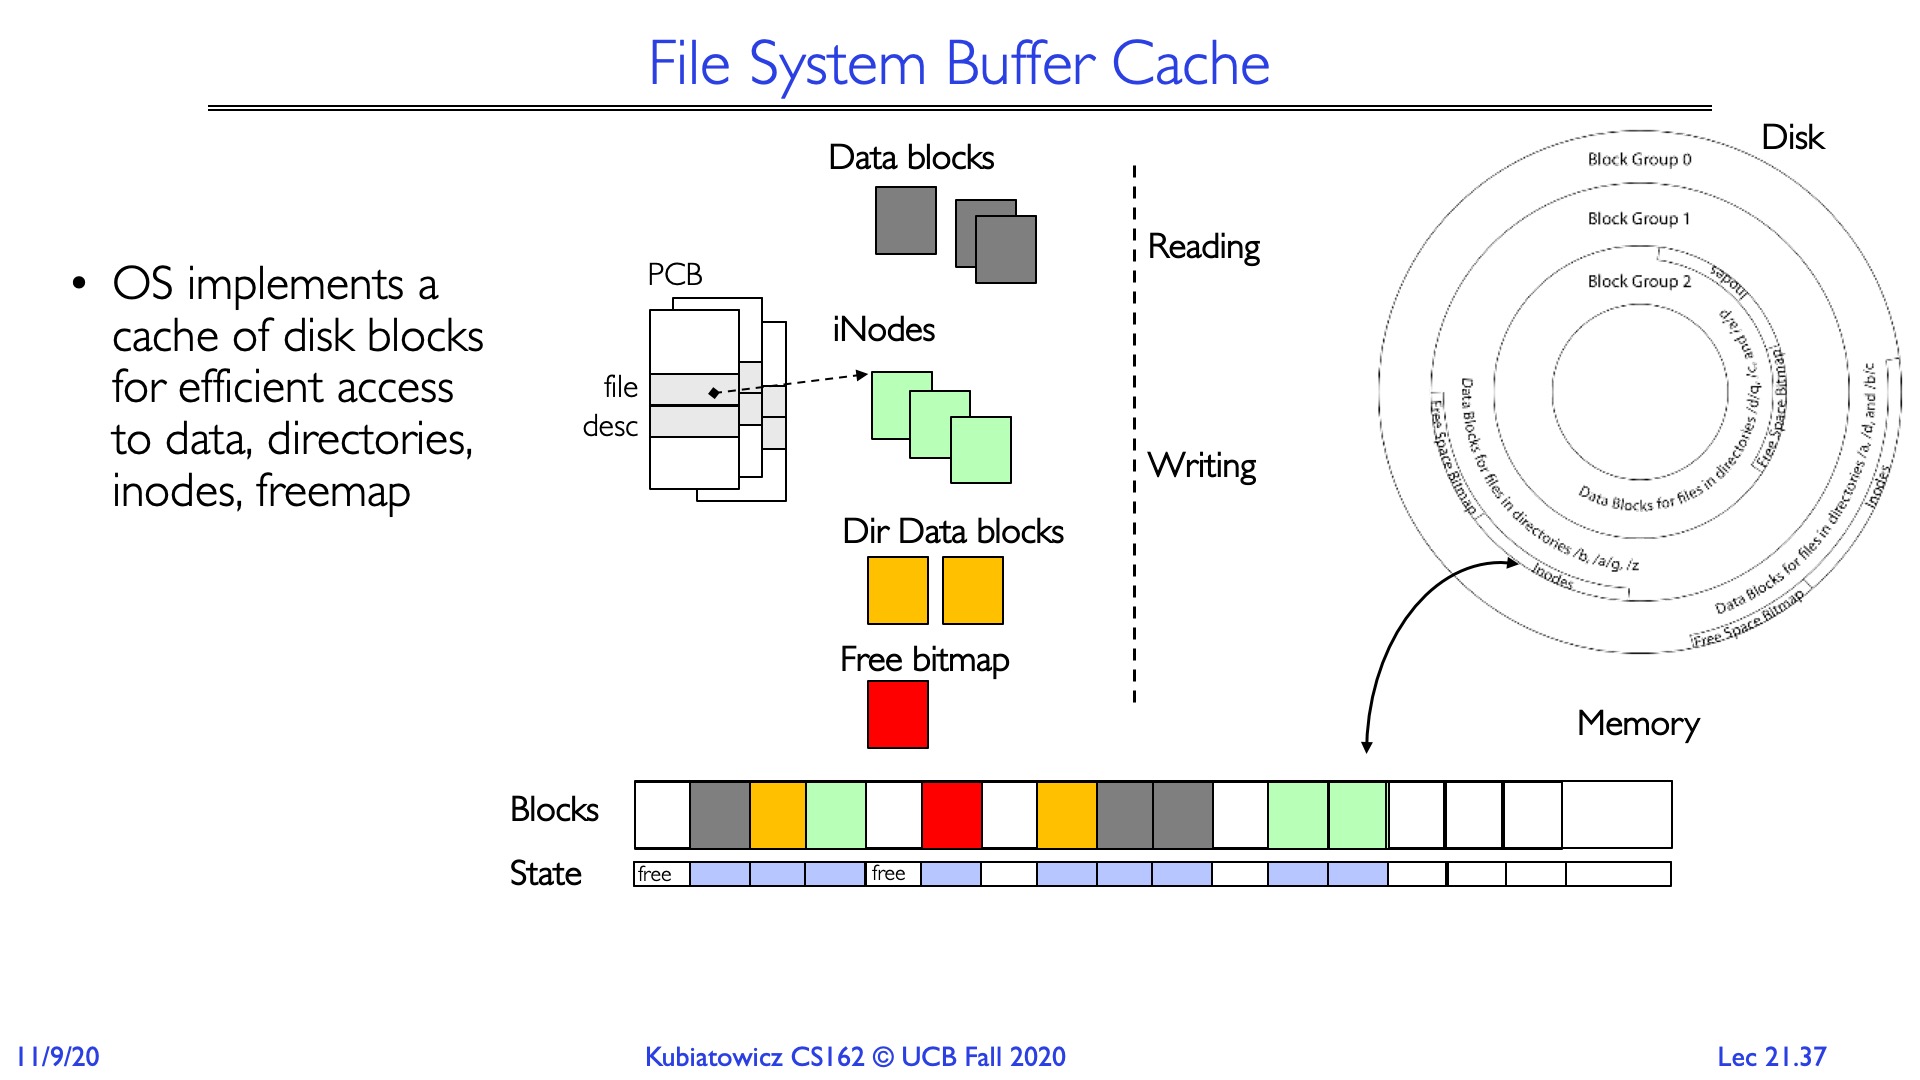 File System Buffer Cache
• OS implements a
cache of disk blocks
for efficient access
to data, directories,
inodes, freemap
PCB
file
desc
Data blocks
iNodes
Dir Data blocks
Free bitmap
Reading
Writing
Disk
Block Group 0
Block Group 1
Block Group 2
Inodes
Free Space Bitmap
Data Blocks for files in directories /d/q, /c, and /a/p
Data Blocks for files in directories /b, /a/g, /z
Free Space Bitmap
Inodes
Data Blocks for files in directories /a, /d, and /b/c
Inodes
Free Space Bitmap
Memory
Blocks
State
free
free
11/9/20
Kubiatowicz CS162 © UCB Fall 2020
Lec 21.37